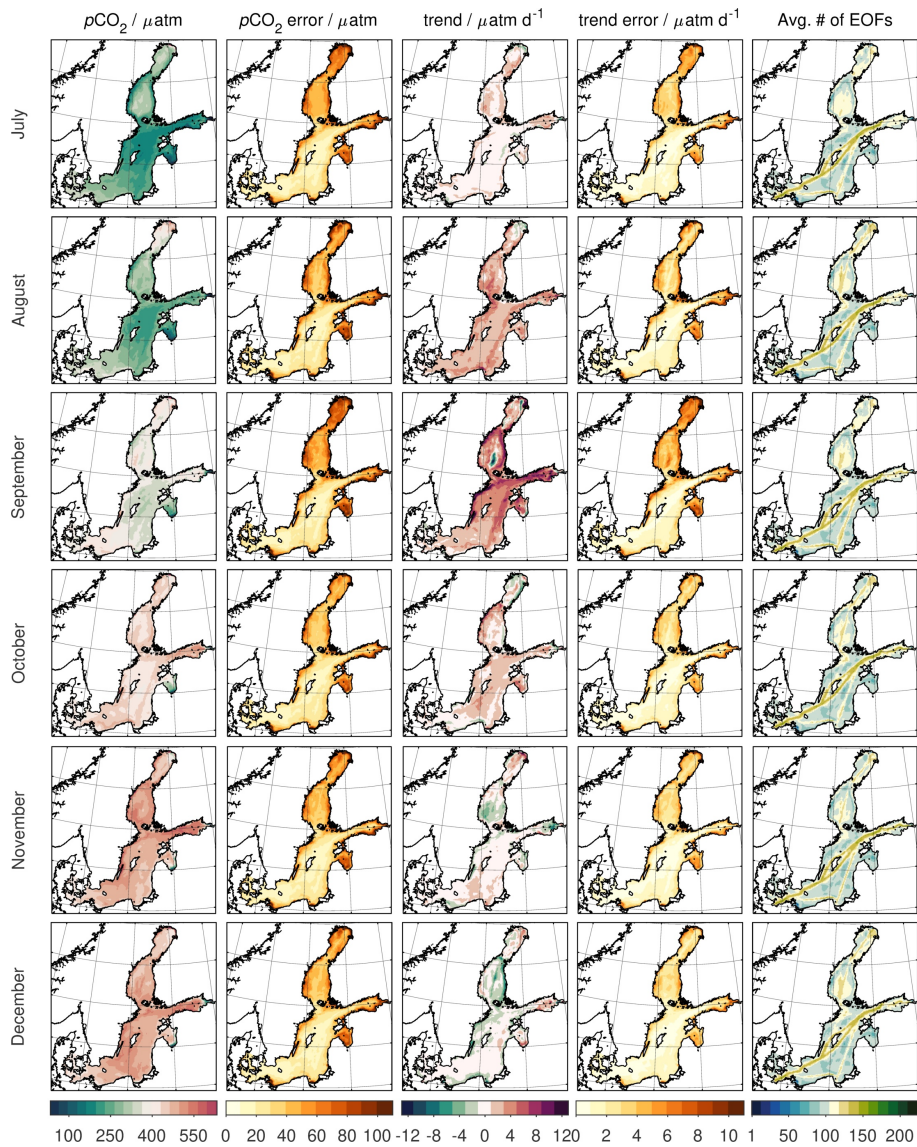 pCO₂ / μatm pCO₂ error / μatm trend / μatm d⁻¹ trend error / μatm d⁻¹ Avg. # of EOFs
July
August
September
October
November
December
100 250 400 550 0 20 40 60 80 100 -12 -8 -4 0 4 8 12 0 2 4 6 8 10 1 50 100 150 200